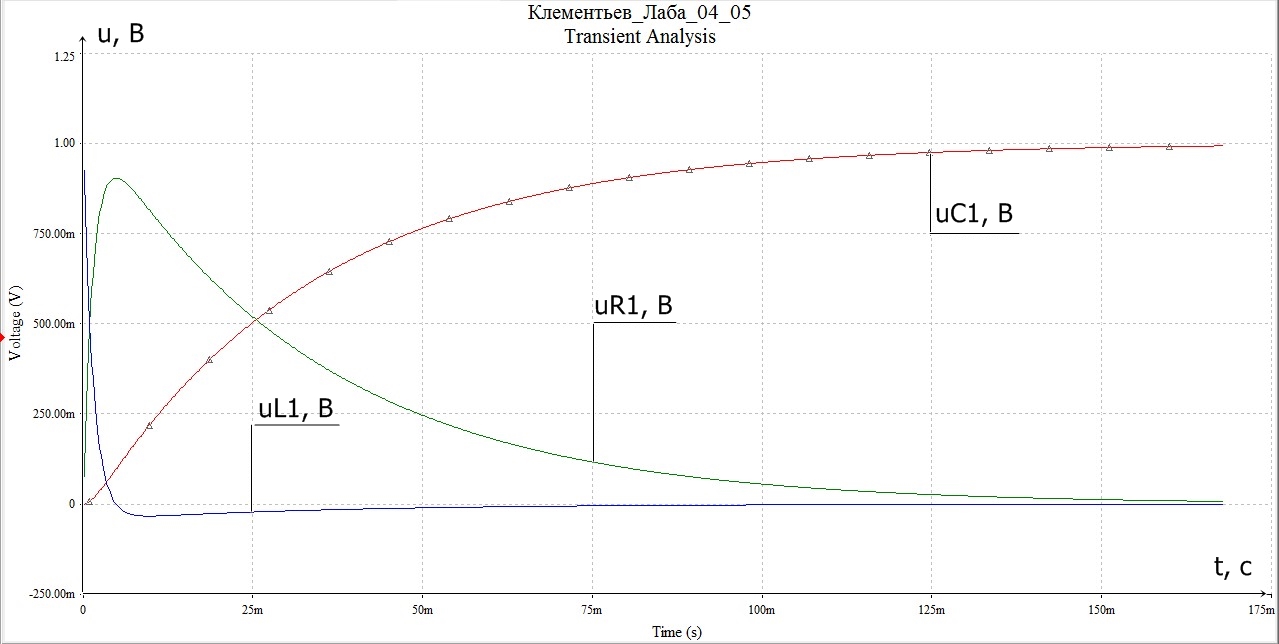 Клементьев_Лаба_04_05
Transient Analysis
u, В
1.25
1.00
750.00m
500.00m
250.00m
0
-250.00m
Voltage (V)
uC1, В
uR1, В
uL1, В
t, с
0
25m
50m
75m
100m
125m
150m
175m
Time (s)